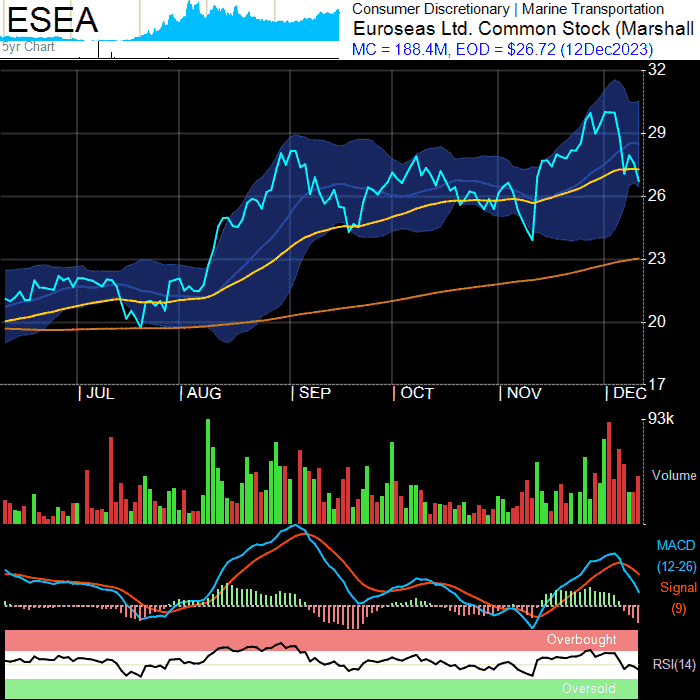 ESEA
5yr Chart
Consumer Discretionary | Marine Transportation
Euroseas Ltd. Common Stock (Marshall
MC = 188.4M, EOD = $26.72 (12Dec2023)
32
29
26
23
20
17
| JUL | AUG | SEP | OCT | NOV | DEC
93k
Volume
MACD
(12-26)
Signal
(9)
Overbought
RSI(14)
Oversold